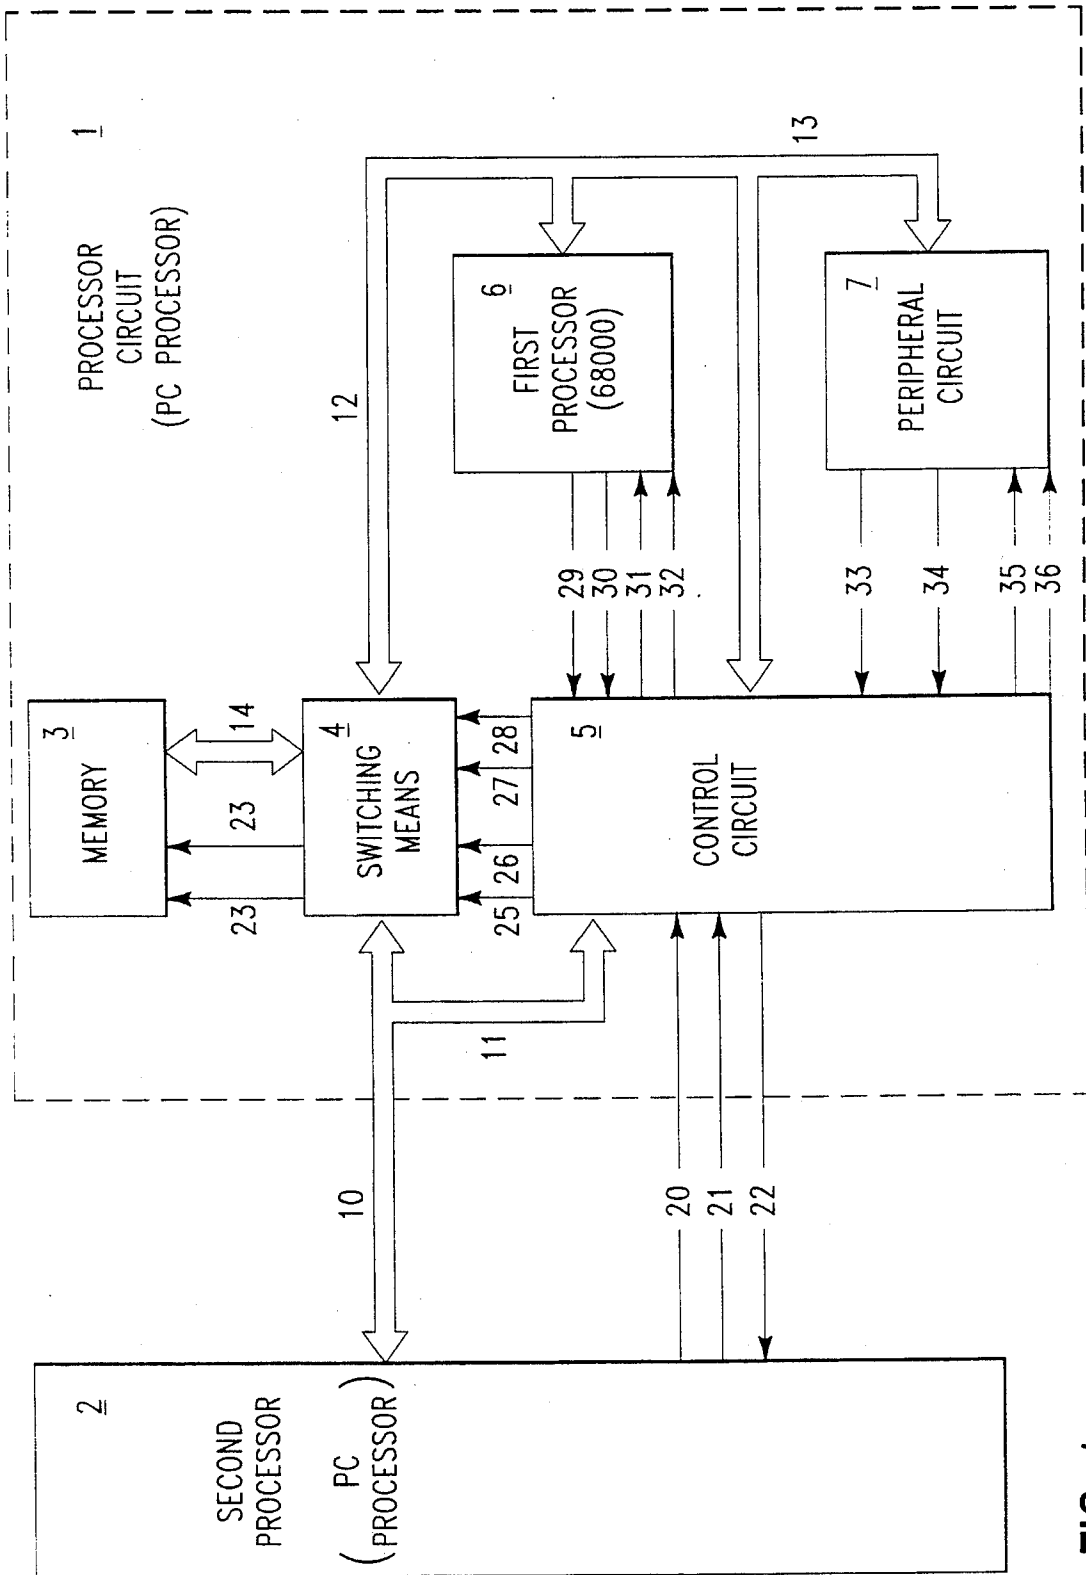 1
PROCESSOR
CIRCUIT
(PC PROCESSOR)
2
SECOND
PROCESSOR
(PC
PROCESSOR)
3
MEMORY
14
23
23
4
SWITCHING
MEANS
25
26
27
28
5
CONTROL
CIRCUIT
10
11
12
13
20
21
22
6
FIRST
PROCESSOR
(68000)
29
30
31
32
7
PERIPHERAL
CIRCUIT
33
34
35
36